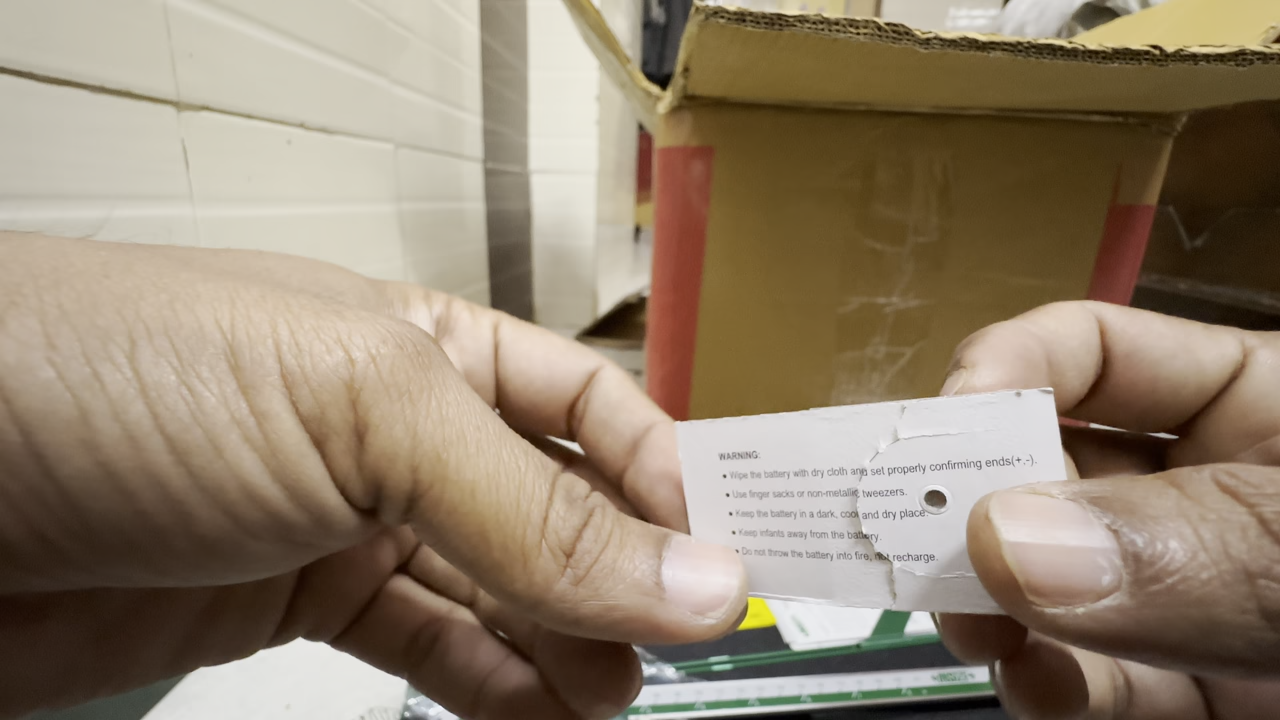 WARNING:
• Wipe the battery with dry cloth and set properly confirming ends(+,-).
• Use finger sacks or non-metallic tweezers.
• Keep the battery in a dark, cool and dry place.
• Keep infants away from the battery.
• Do not throw the battery into fire, not recharge.